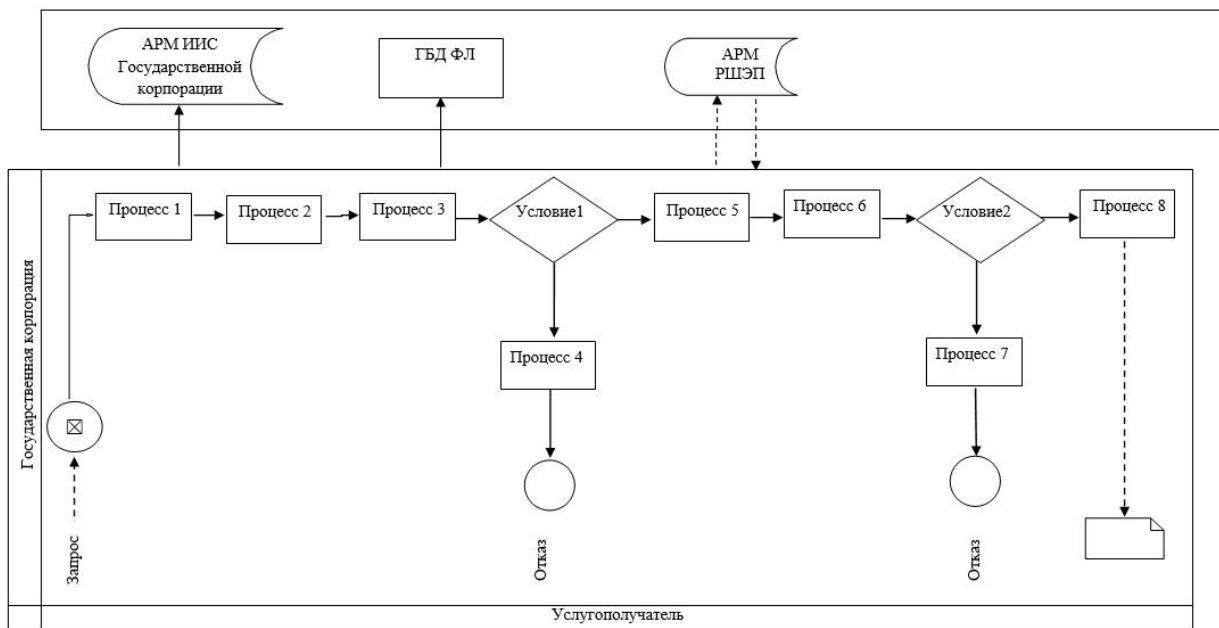 АРМ ИИС
Государственной
корпорации
ГБД ФЛ
АРМ
РШЭП
Процесс 1
Процесс 2
Процесс 3
Условие1
Процесс 5
Процесс 6
Условие2
Процесс 8
Процесс 4
Процесс 7
Государственная корпорация
Запрос
Отказ
Отказ
Услугополучатель